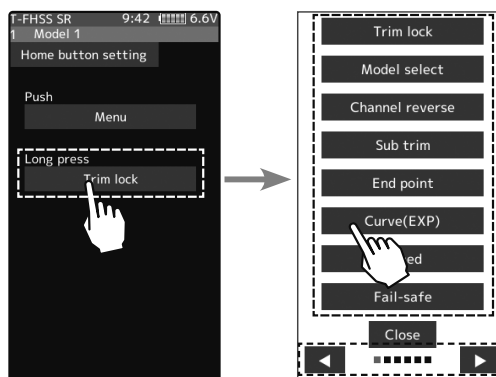 T-FHSS SR 9:42 6.6V
1 Model 1
Home button setting
Push
Menu
Long press
Trim lock
Trim lock
Model select
Channel reverse
Sub trim
End point
Curve(EXP)
Fail-safe
Close